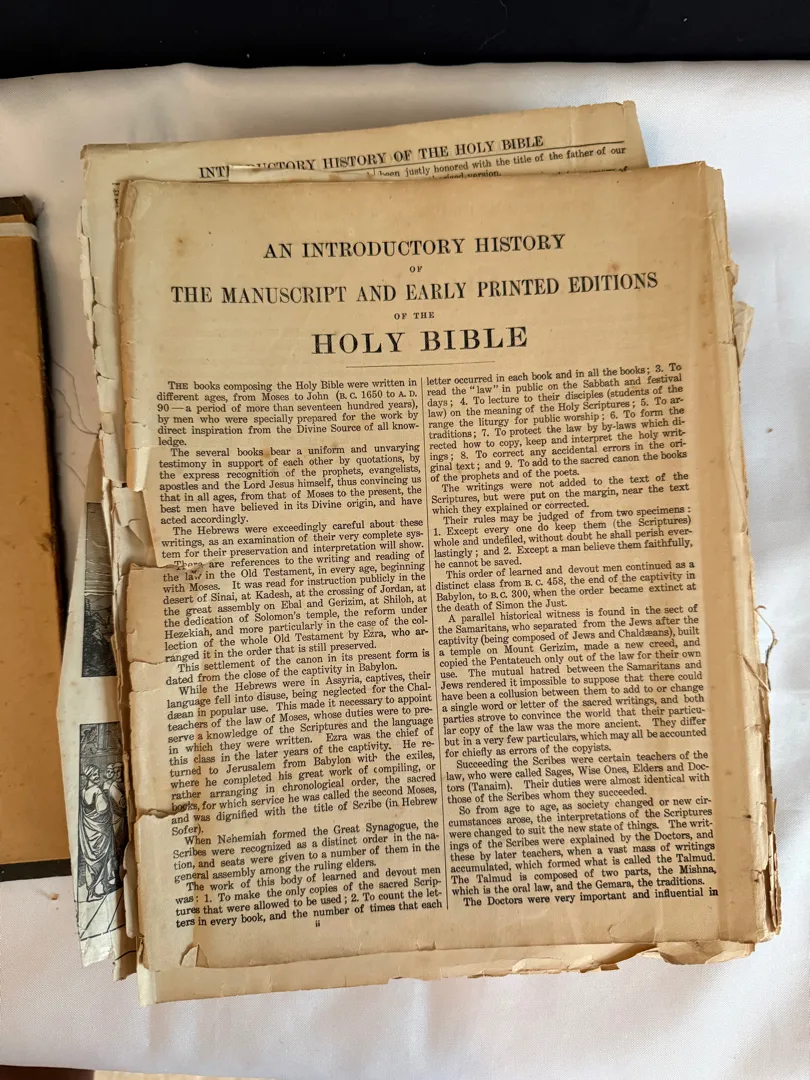 INTRODUCTORY HISTORY OF THE HOLY BIBLE
been justly honored with the title of the father of our
version.
AN INTRODUCTORY HISTORY
OF
THE MANUSCRIPT AND EARLY PRINTED EDITIONS
OF THE
HOLY BIBLE
THE books composing the Holy Bible were written in
different ages, from Moses to John (B. C. 1650 to A. D.
90 — a period of more than seventeen hundred years),
by men who were specially prepared for the work by
direct inspiration from the Divine Source of all know-
ledge.
The several books bear a uniform and unvarying
testimony in support of each other by quotations, by
the express recognition of the prophets, evangelists,
apostles and the Lord Jesus himself, thus convincing us
that in all ages, from that of Moses to the present, the
best men have believed in its Divine origin, and have
acted accordingly.
The Hebrews were exceedingly careful about these
writings, as an examination of their very complete sys-
tem for their preservation and interpretation will show.
There are references to the writing and reading of
the law in the Old Testament, in every age, beginning
with Moses. It was read for instruction publicly in the
desert of Sinai, at Kadesh, at the crossing of Jordan, at
the great assembly on Ebal and Gerizim, at Shiloh, at
the dedication of Solomon's temple, the reform under
Hezekiah, and more particularly in the case of the col-
lection of the whole Old Testament by Ezra, who ar-
ranged it in the order that is still preserved.
This settlement of the canon in its present form is
dated from the close of the captivity in Babylon.
While the Hebrews were in Assyria, captives, their
language fell into disuse, being neglected for the Chal-
dæan in popular use. This made it necessary to appoint
teachers of the law of Moses, whose duties were to pre-
serve a knowledge of the Scriptures and the language
in which they were written. Ezra was the chief of
this class in the later years of the captivity. He re-
turned to Jerusalem from Babylon with the exiles,
where he completed his great work of compiling, or
rather arranging in chronological order, the sacred
books, for which service he was called the second Moses,
and was dignified with the title of Scribe (in Hebrew
Sofer).
When Nehemiah formed the Great Synagogue, the
Scribes were recognized as a distinct order in the na-
tion, and seats were given to a number of them in the
general assembly among the ruling elders.
The work of this body of learned and devout men
was: 1. To make the only copies of the sacred Scrip-
tures that were allowed to be used; 2. To count the let-
ters in every book, and the number of times that each
letter occurred in each book and in all the books; 3. To
read the "law" in public on the Sabbath and festival
days; 4. To lecture to their disciples (students of the
law) on the meaning of the Holy Scriptures; 5. To ar-
range the liturgy for public worship; 6. To form the
traditions; 7. To protect the law by by-laws which di-
rected how to copy, keep and interpret the holy writ-
ings; 8. To correct any accidental errors in the ori-
ginal text; and 9. To add to the sacred canon the books
of the prophets and of the poets.
The writings were not added to the text of the
Scriptures, but were put on the margin, near the text
which they explained or corrected.
Their rules may be judged of from two specimens:
1. Except every one do keep them (the Scriptures)
whole and undefiled, without doubt he shall perish ever-
lastingly; and 2. Except a man believe them faithfully,
he cannot be saved.
This order of learned and devout men continued as a
distinct class from B. C. 458, the end of the captivity in
Babylon, to B. C. 300, when the order became extinct at
the death of Simon the Just.
A parallel historical witness is found in the sect of
the Samaritans, who separated from the Jews after the
captivity (being composed of Jews and Chaldæans), built
a temple on Mount Gerizim, made a new creed, and
copied the Pentateuch only out of the law for their own
use. The mutual hatred between the Samaritans and
Jews rendered it impossible to suppose that there could
have been a collusion between them to add to or change
a single word or letter of the sacred writings, and both
parties strove to convince the world that their particu-
lar copy of the law was the more ancient. They differ
but in a very few particulars, which may all be accounted
for chiefly as errors of the copyists.
Succeeding the Scribes were certain teachers of the
law, who were called Sages, Wise Ones, Elders and Doc-
tors (Tanaim). Their duties were almost identical with
those of the Scribes whom they succeeded.
So from age to age, as society changed or new cir-
cumstances arose, the interpretations of the Scriptures
were changed to suit the new state of things. The writ-
ings of the Scribes were explained by the Doctors, and
these by later teachers, when a vast mass of writings
accumulated, which formed what is called the Talmud.
The Talmud is composed of two parts, the Mishna,
which is the oral law, and the Gemara, the traditions.
The Doctors were very important and influential in
ii